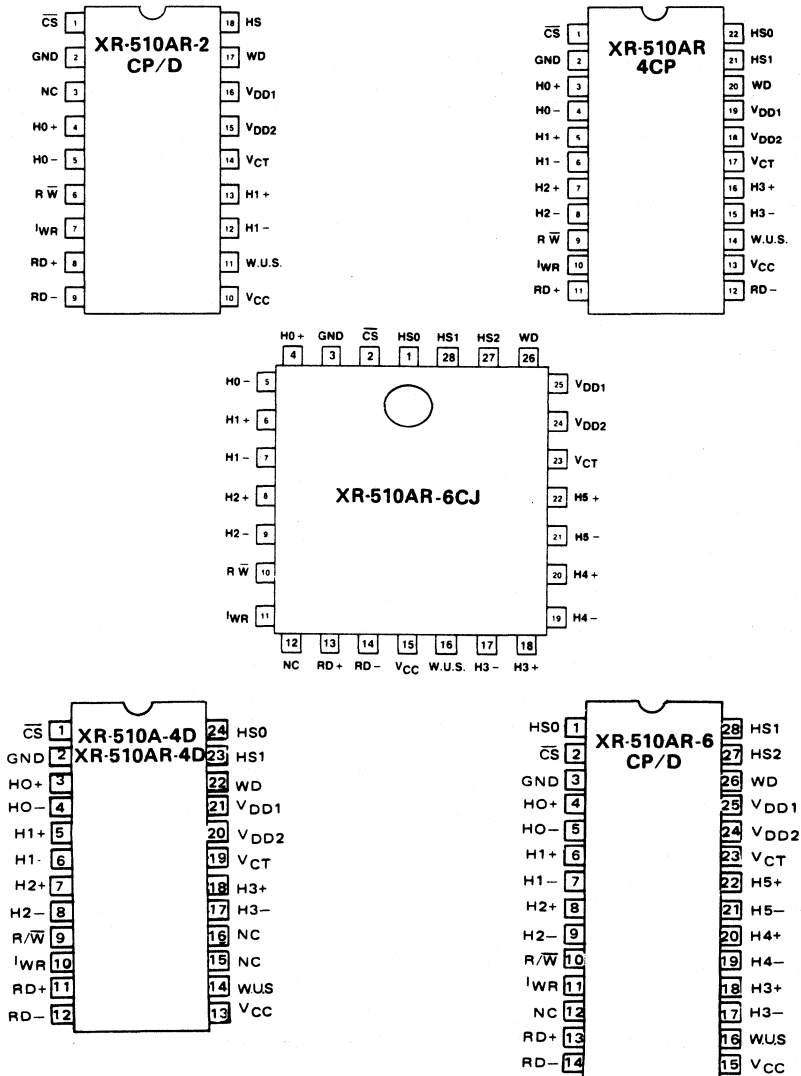 XR-510AR-2
CP/D
C̅S̅ 1 18 HS
GND 2 17 WD
NC 3 16 VDD1
H0+ 4 15 VDD2
H0- 5 14 VCT
R W̅ 6 13 H1+
IWR 7 12 H1-
RD+ 8 11 W.U.S.
RD- 9 10 VCC
XR-510AR
4CP
C̅S̅ 1 22 HS0
GND 2 21 HS1
H0+ 3 20 WD
H0- 4 19 VDD1
H1+ 5 18 VDD2
H1- 6 17 VCT
H2+ 7 16 H3+
H2- 8 15 H3-
R W̅ 9 14 W.U.S.
IWR 10 13 VCC
RD+ 11 12 RD-
H0+ GND C̅S̅ HS0 HS1 HS2 WD
4 3 2 1 28 27 26
H0- 5 25 VDD1
H1+ 6 24 VDD2
H1- 7 23 VCT
H2+ 8 XR-510AR-6CJ 22 H5+
H2- 9 21 H5-
R W̅ 10 20 H4+
IWR 11 19 H4-
12 13 14 15 16 17 18
NC RD+ RD- VCC W.U.S. H3- H3+
XR-510A-4D
XR-510AR-4D
C̅S̅ 1 24 HS0
GND 2 23 HS1
HO+ 3 22 WD
HO- 4 21 VDD1
H1+ 5 20 VDD2
H1- 6 19 VCT
H2+ 7 18 H3+
H2- 8 17 H3-
R/W̅ 9 16 NC
IWR 10 15 NC
RD+ 11 14 W.U.S
RD- 12 13 VCC
XR-510AR-6
CP/D
HS0 1 28 HS1
C̅S̅ 2 27 HS2
GND 3 26 WD
HO+ 4 25 VDD1
HO- 5 24 VDD2
H1+ 6 23 VCT
H1- 7 22 H5+
H2+ 8 21 H5-
H2- 9 20 H4+
R/W̅ 10 19 H4-
IWR 11 18 H3+
NC 12 17 H3-
RD+ 13 16 W.U.S
RD- 14 15 VCC